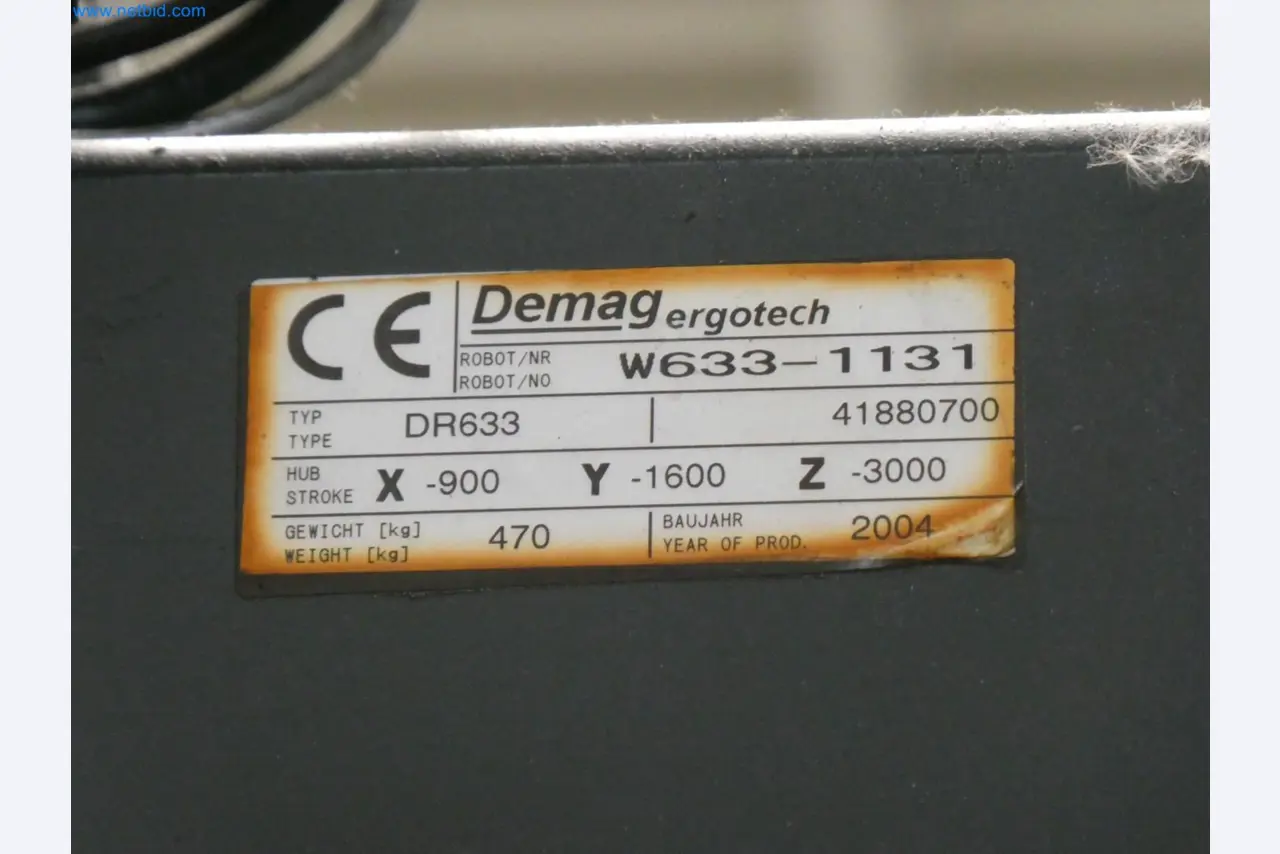 www.netbid.com
CE Demag ergotech
ROBOT/NR
ROBOT/NO W633-1131
TYP
TYPE DR633 41880700
HUB
STROKE X -900 Y -1600 Z -3000
GEWICHT [kg]
WEIGHT [kg] 470
BAUJAHR
YEAR OF PROD. 2004